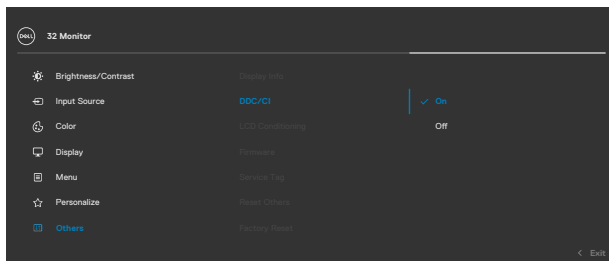 DELL
32 Monitor
Brightness/Contrast
Display Info
Input Source
DDC/CI
On
Color
LCD Conditioning
Off
Display
Firmware
Menu
Service Tag
Personalize
Reset Others
Others
Factory Reset
Exit